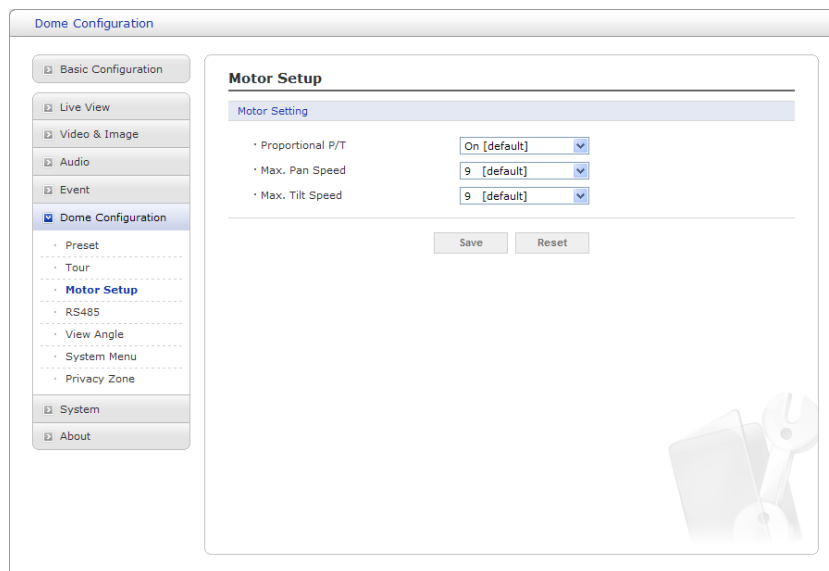 Dome Configuration
Basic Configuration
Live View
Video & Image
Audio
Event
Dome Configuration
· Preset
· Tour
· Motor Setup
· RS485
· View Angle
· System Menu
· Privacy Zone
System
About
Motor Setup
Motor Setting
· Proportional P/T On [default]
· Max. Pan Speed 9 [default]
· Max. Tilt Speed 9 [default]
Save Reset